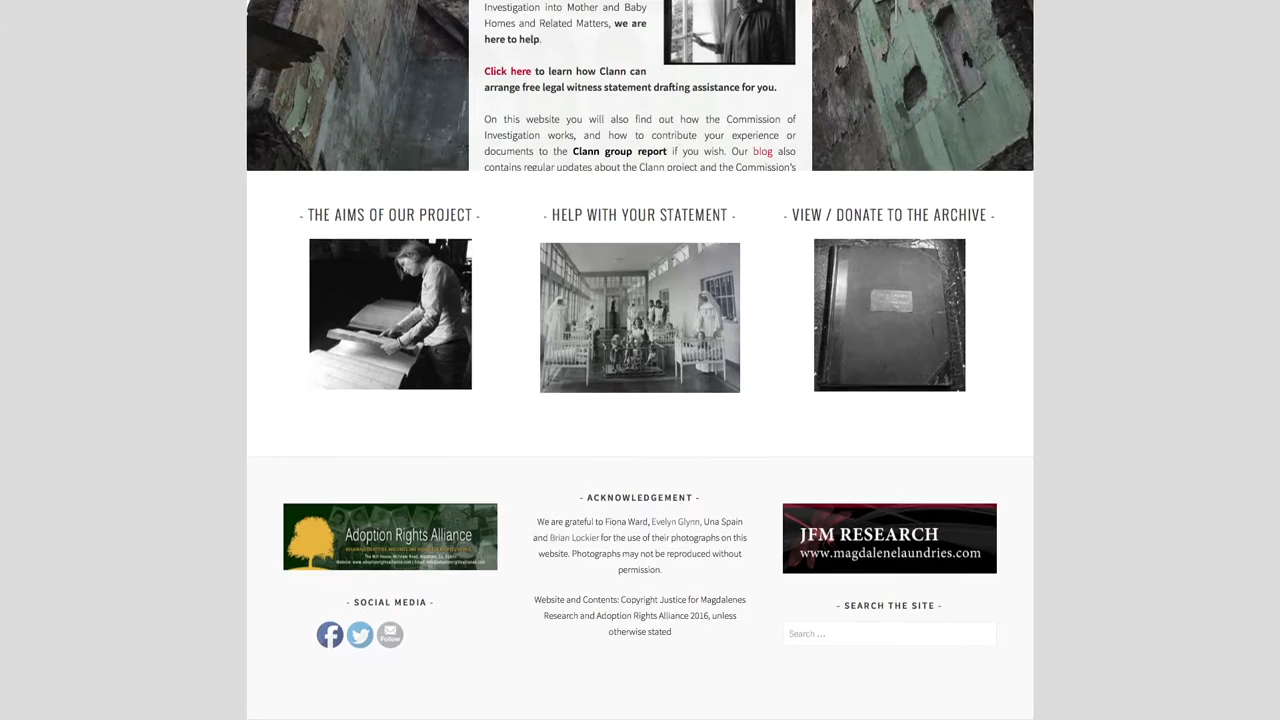 Investigation into Mother and Baby
Homes and Related Matters, we are
here to help.
Click here to learn how Clann can
arrange free legal witness statement drafting assistance for you.
On this website you will also find out how the Commission of
Investigation works, and how to contribute your experience or
documents to the Clann group report if you wish. Our blog also
contains regular updates about the Clann project and the Commission's
- THE AIMS OF OUR PROJECT -
- HELP WITH YOUR STATEMENT -
- VIEW / DONATE TO THE ARCHIVE -
Adoption Rights Alliance
- SOCIAL MEDIA -
Follow
- ACKNOWLEDGEMENT -
We are grateful to Fiona Ward, Evelyn Glynn, Una Spain
and Brian Lockier for the use of their photographs on this
website. Photographs may not be reproduced without
permission.
Website and Contents: Copyright Justice for Magdalenes
Research and Adoption Rights Alliance 2016, unless
otherwise stated
JFM RESEARCH
www.magdalenelaundries.com
- SEARCH THE SITE -
Search ...